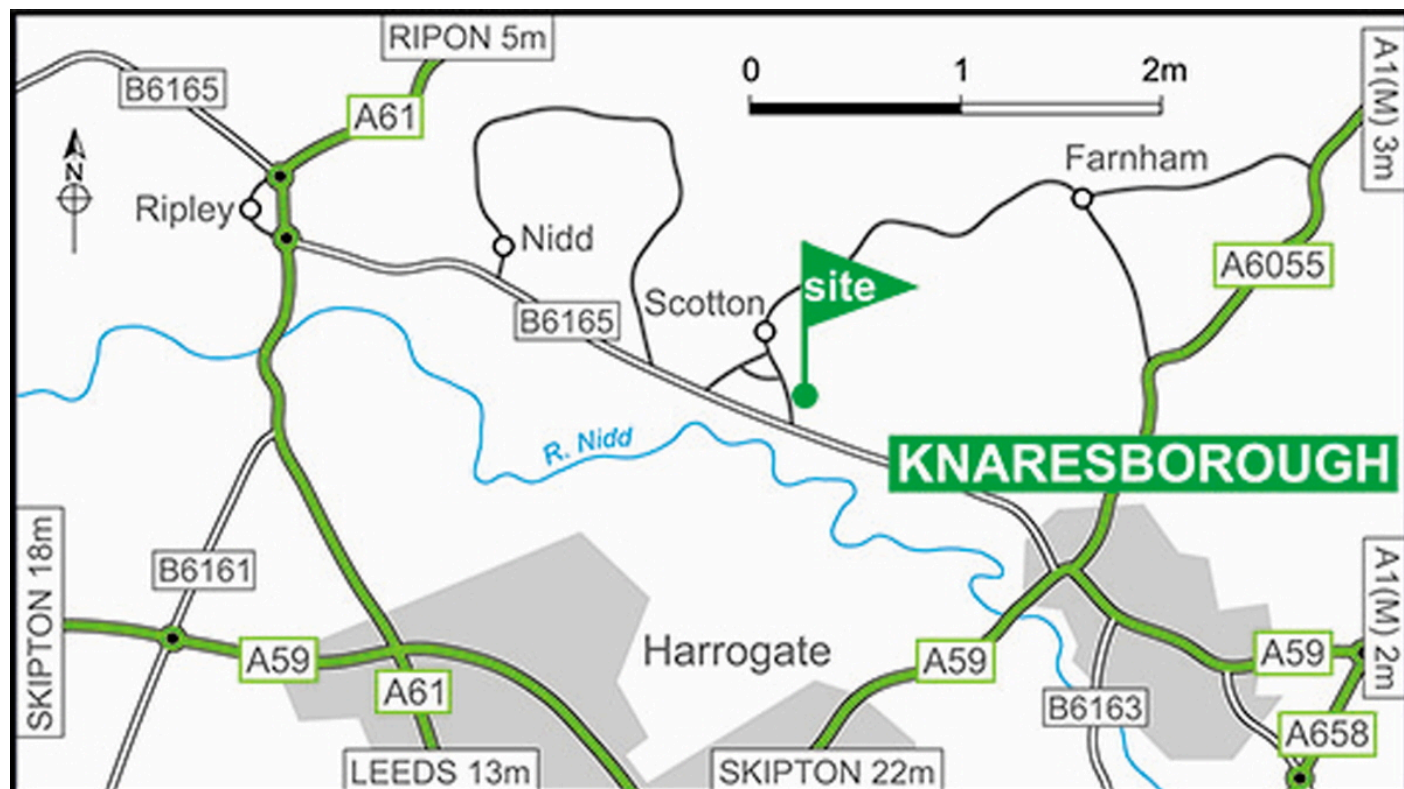 RIPON 5m
0 1 2m
B6165
A61
A1(M) 3m
N
Farnham
Ripley
Nidd
A6055
site
Scotton
B6165
R. Nidd
KNARESBOROUGH
SKIPTON 18m
B6161
A1(M) 2m
Harrogate
A59
A59
A59
A61
B6163
A658
LEEDS 13m
SKIPTON 22m